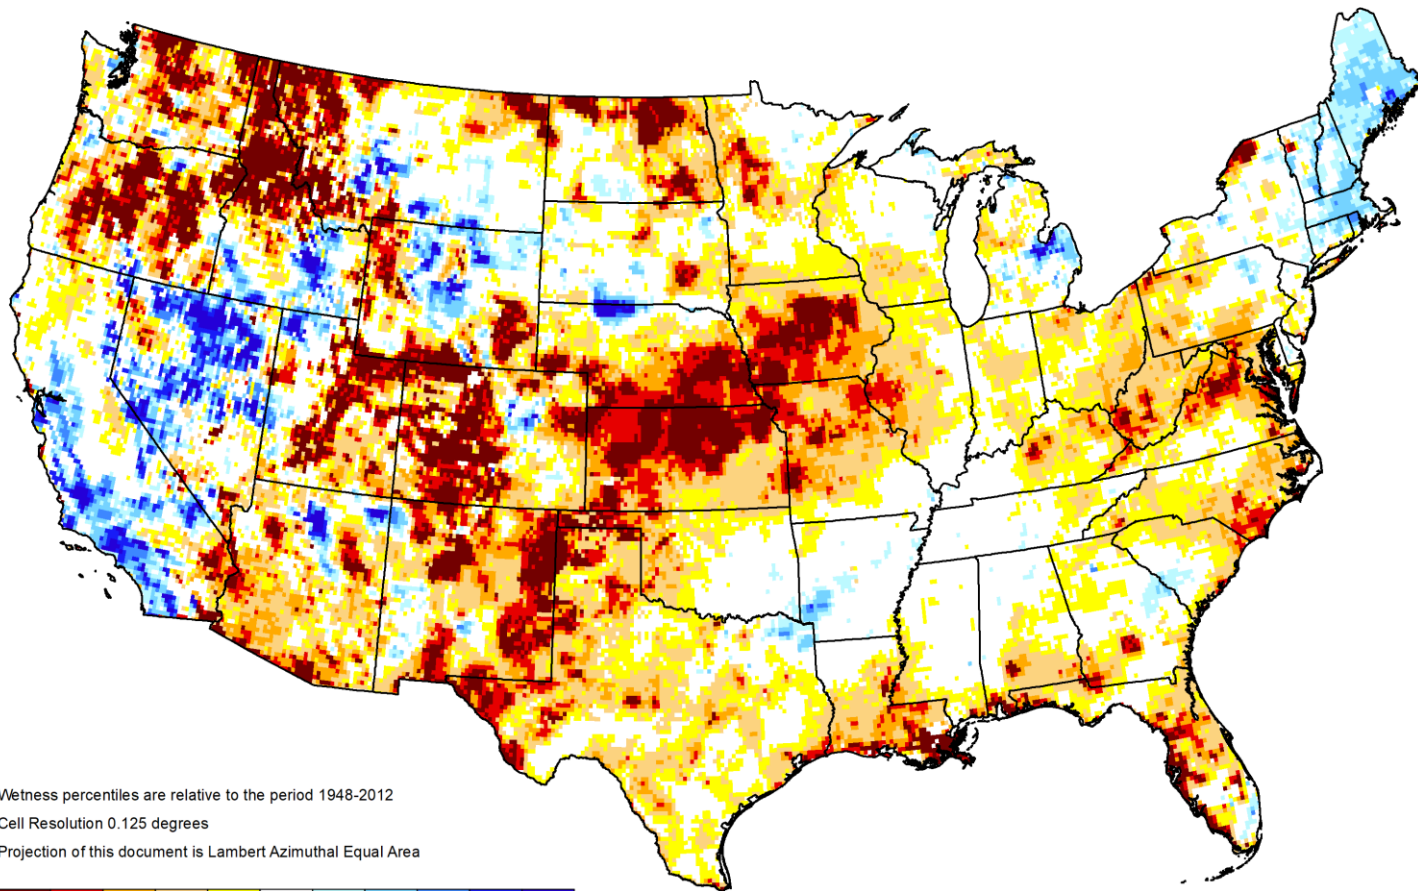 Wetness percentiles are relative to the period 1948-2012
Cell Resolution 0.125 degrees
Projection of this document is Lambert Azimuthal Equal Area